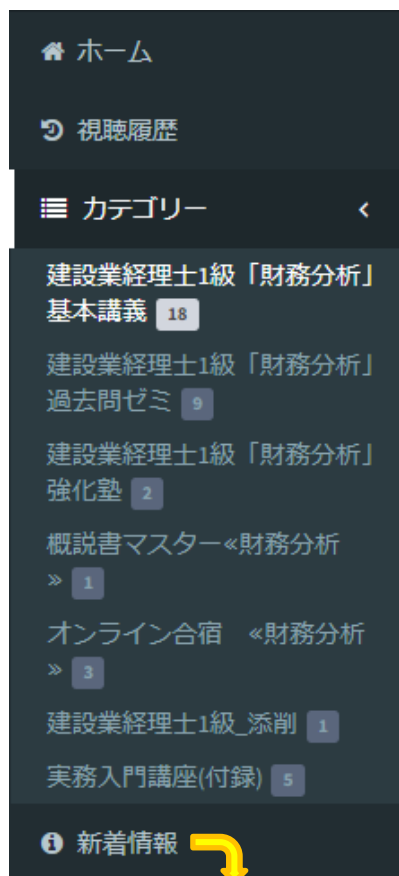 ホーム
視聴履歴
カテゴリー
建設業経理士1級「財務分析」
基本講義 18
建設業経理士1級「財務分析」
過去問ゼミ 9
建設業経理士1級「財務分析」
強化塾 2
概説書マスター«財務分析
» 1
オンライン合宿　«財務分析
» 3
建設業経理士1級_添削 1
実務入門講座(付録) 5
新着情報